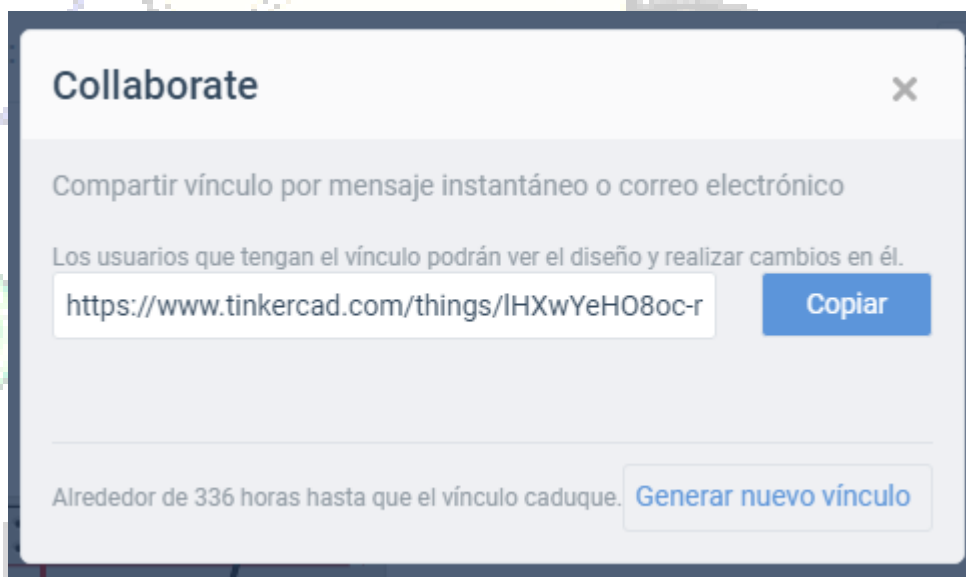 Collaborate
Compartir vínculo por mensaje instantáneo o correo electrónico
Los usuarios que tengan el vínculo podrán ver el diseño y realizar cambios en él.
https://www.tinkercad.com/things/lHXwYeHO8oc-r
Copiar
Alrededor de 336 horas hasta que el vínculo caduque.
Generar nuevo vínculo